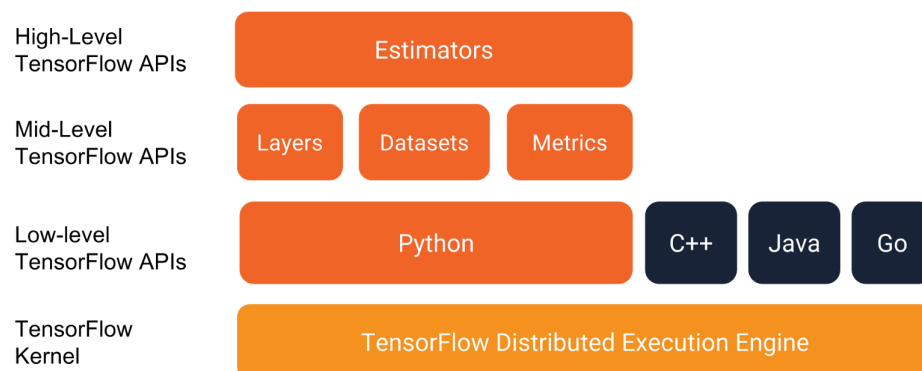 High-Level
TensorFlow APIs
Estimators
Mid-Level
TensorFlow APIs
Layers
Datasets
Metrics
Low-level
TensorFlow APIs
Python
C++
Java
Go
TensorFlow
Kernel
TensorFlow Distributed Execution Engine